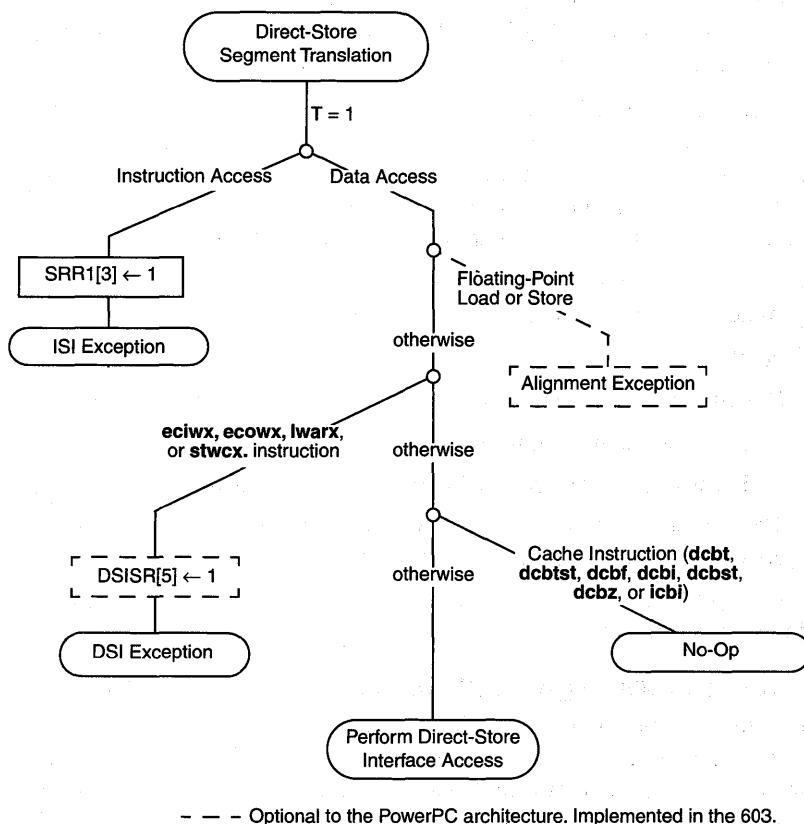 Direct-Store
Segment Translation
T = 1
Instruction Access
Data Access
SRR1[3] ← 1
Floating-Point
Load or Store
ISI Exception
otherwise
Alignment Exception
eciwx, ecowx, lwarx,
or stwcx. instruction
otherwise
Cache Instruction (dcbt,
dcbtst, dcbf, dcbi, dcbst,
dcbz, or icbi)
DSISR[5] ← 1
otherwise
DSI Exception
No-Op
Perform Direct-Store
Interface Access
– – – Optional to the PowerPC architecture. Implemented in the 603.